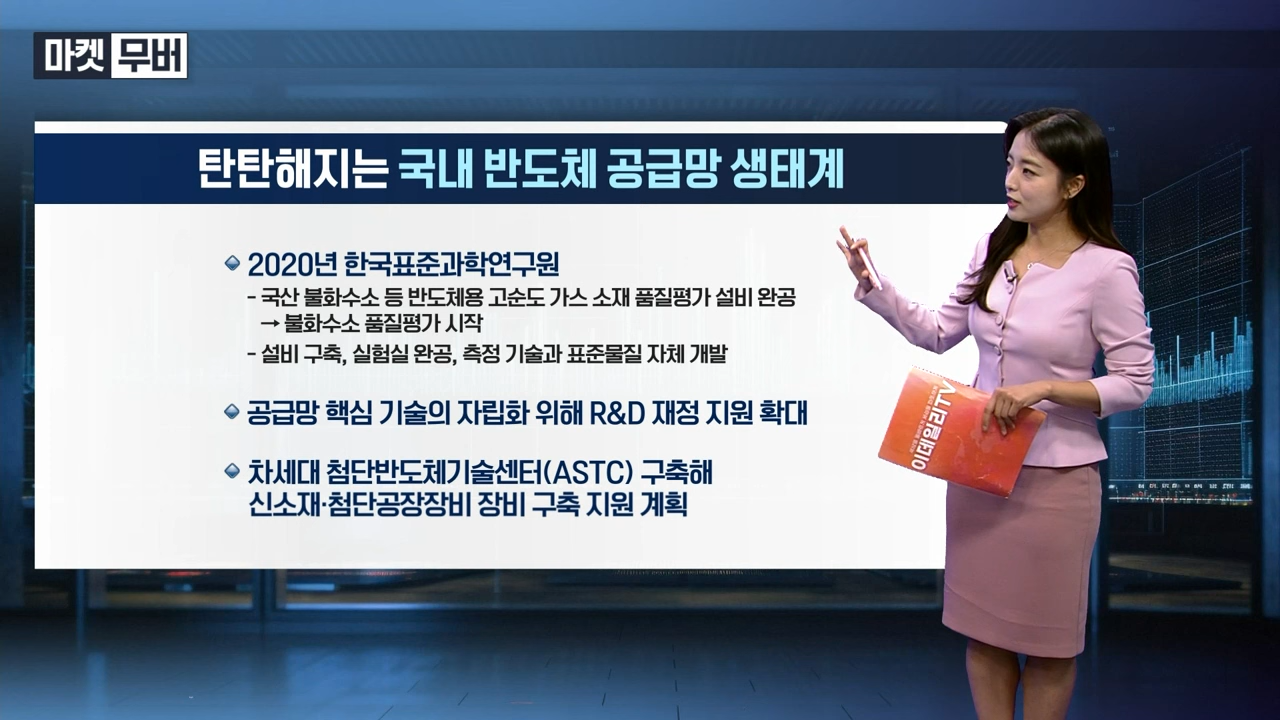 마켓 무버
탄탄해지는 국내 반도체 공급망 생태계
2020년 한국표준과학연구원
- 국산 불화수소 등 반도체용 고순도 가스 소재 품질평가 설비 완공
→ 불화수소 품질평가 시작
- 설비 구축, 실험실 완공, 측정 기술과 표준물질 자체 개발
공급망 핵심 기술의 자립화 위해 R&D 재정 지원 확대
차세대 첨단반도체기술센터(ASTC) 구축해
신소재·첨단공장장비 장비 구축 지원 계획
이데일리TV